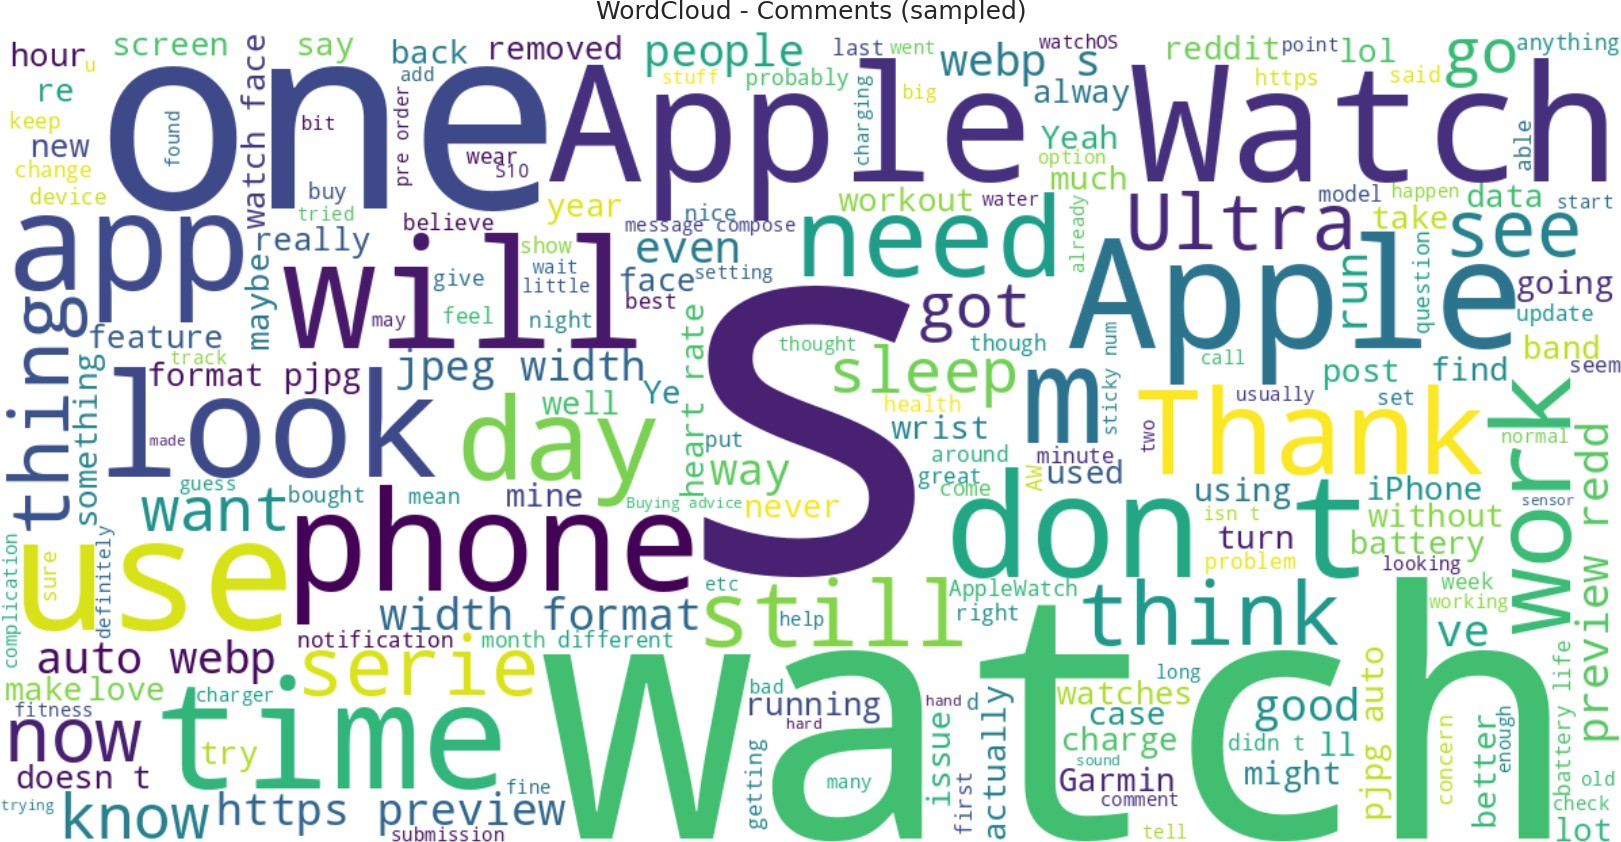 WordCloud - Comments (sampled)
hour
u
screen
say
back
removed
people
last
went
webp s
watchOS
reddit
point
lol
go
anything
re
add
stuff
probably
charging
big
alway
https
said
keep
one
Apple Watch
found
watch face
bit
pre order
new
wear
S10
Yeah
able
change
option
much
device
buy
tried
believe
year
nice
message compose
workout
water
already
Ultra
model
happen
data
start
take
see
app
maybe
really
will
show
even
need
give
wait
little
face
setting
best
got
Apple
run
question
going
update
thing
feature
may
feel
night
heart rate
S
thought
though
sticky num
call
band
seem
track
format pjpg
jpeg width
Ye
sleep
m
post
find
something
look
made
day
well
put
health
wrist
Thank
usually
set
two
work
normal
preview redd
way
around
minute
great
come
AW
used
guess
want
bought
mean
mine
Buying advice
never
don t
using
isn t
iPhone
sensor
without
phone
turn
battery
problem
looking
complication
use
sure
definitely
etc
AppleWatch
week
working
width format
still
help
right
think
ve
notification
month
different
auto webp
serie
battery life
make
love
charger
fitness
bad
running
hard
hand
d
long
watches
case
good
pjpg auto
now
time
try
watch
issue
actually
charge
didn t
ll
concern
better
enough
doesn t
fine
getting
many
first
sound
Garmin
might
comment
old
check
trying
know
https preview
submission
tell
lot